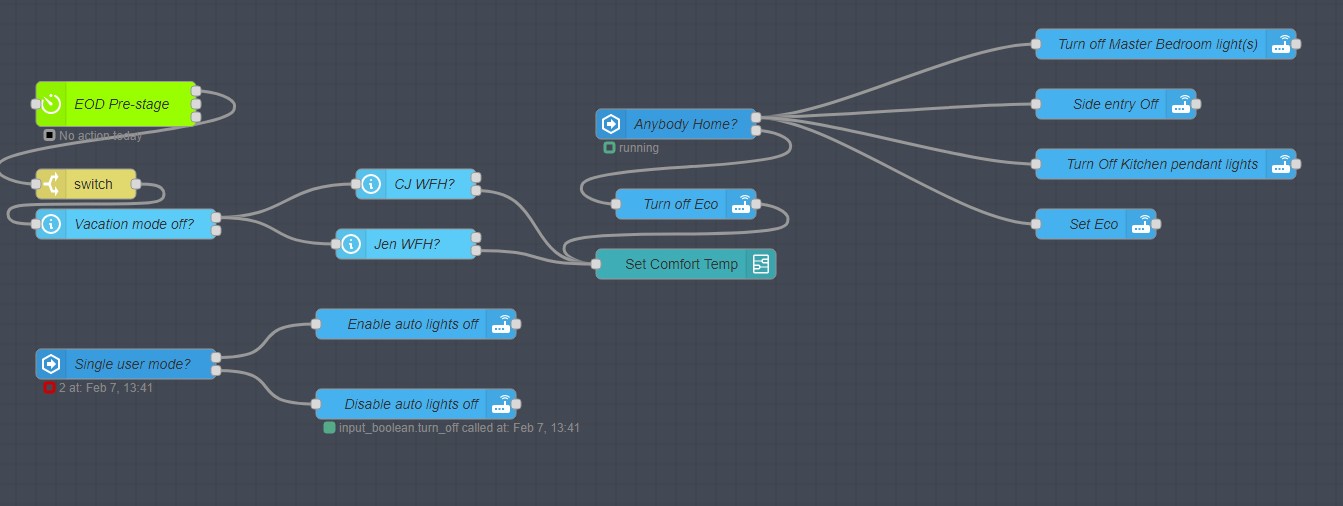 EOD Pre-stage
No action today
switch
Vacation mode off?
CJ WFH?
Jen WFH?
Anybody Home?
running
Turn off Eco
Set Comfort Temp
Turn off Master Bedroom light(s)
Side entry Off
Turn Off Kitchen pendant lights
Set Eco
Single user mode?
2 at: Feb 7, 13:41
Enable auto lights off
Disable auto lights off
input_boolean.turn_off called at: Feb 7, 13:41